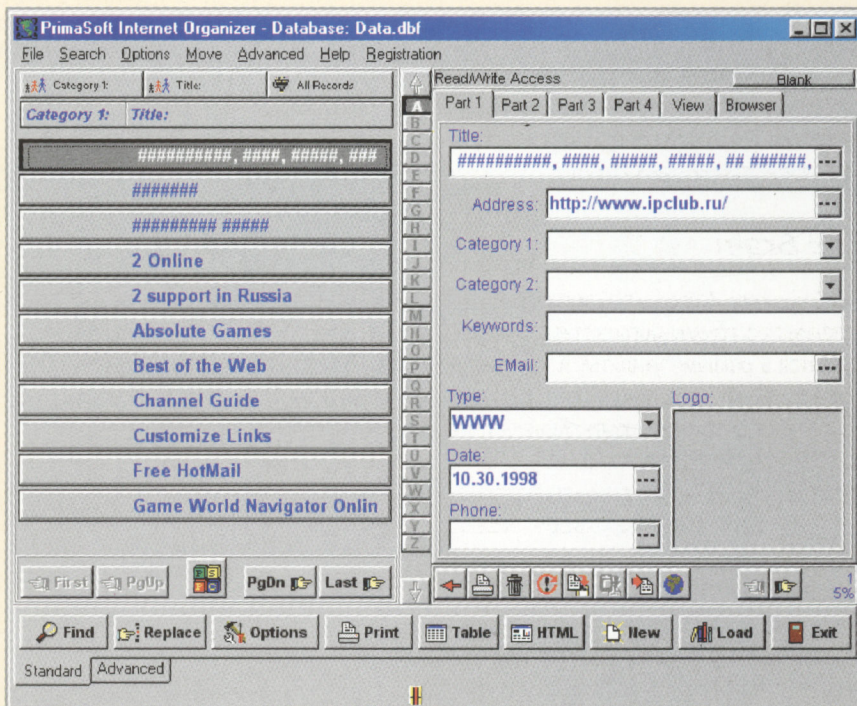 PrimaSoft Internet Organizer - Database: Data.dbf
File Search Options Move Advanced Help Registration
Category 1: Title: All Records
Category 1: Title:
##########, ####, #####, ###
#######
######### #####
2 Online
2 support in Russia
Absolute Games
Best of the Web
Channel Guide
Customize Links
Free HotMail
Game World Navigator Onlin
First PgUp PgDn Last
A
B
C
D
E
F
G
H
I
J
K
L
M
N
O
P
Q
R
S
T
U
V
W
X
Y
Z
Read/Write Access Blank
Part 1 Part 2 Part 3 Part 4 View Browser
Title:
##########, ####, #####, #####, ## ######,
Address: http://www.ipclub.ru/
Category 1:
Category 2:
Keywords:
EMail:
Type: Logo:
WWW
Date:
10.30.1998
Phone:
1
5%
Find Replace Options Print Table HTML New Load Exit
Standard Advanced